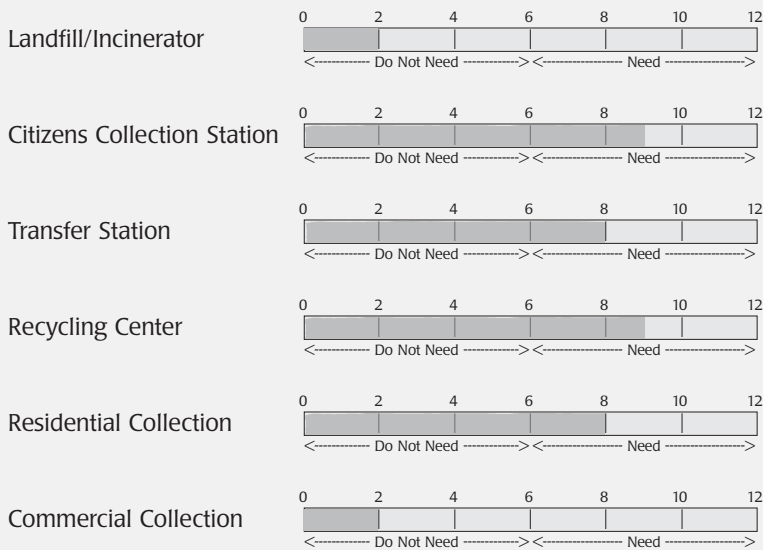 0 2 4 6 8 10 12
Landfill/Incinerator
<------------ Do Not Need ------------> <----------------- Need ----------------->
0 2 4 6 8 10 12
Citizens Collection Station
<------------ Do Not Need ------------> <----------------- Need ----------------->
0 2 4 6 8 10 12
Transfer Station
<------------ Do Not Need ------------> <----------------- Need ----------------->
0 2 4 6 8 10 12
Recycling Center
<------------ Do Not Need ------------> <----------------- Need ----------------->
0 2 4 6 8 10 12
Residential Collection
<------------ Do Not Need ------------> <----------------- Need ----------------->
0 2 4 6 8 10 12
Commercial Collection
<------------ Do Not Need ------------> <----------------- Need ----------------->